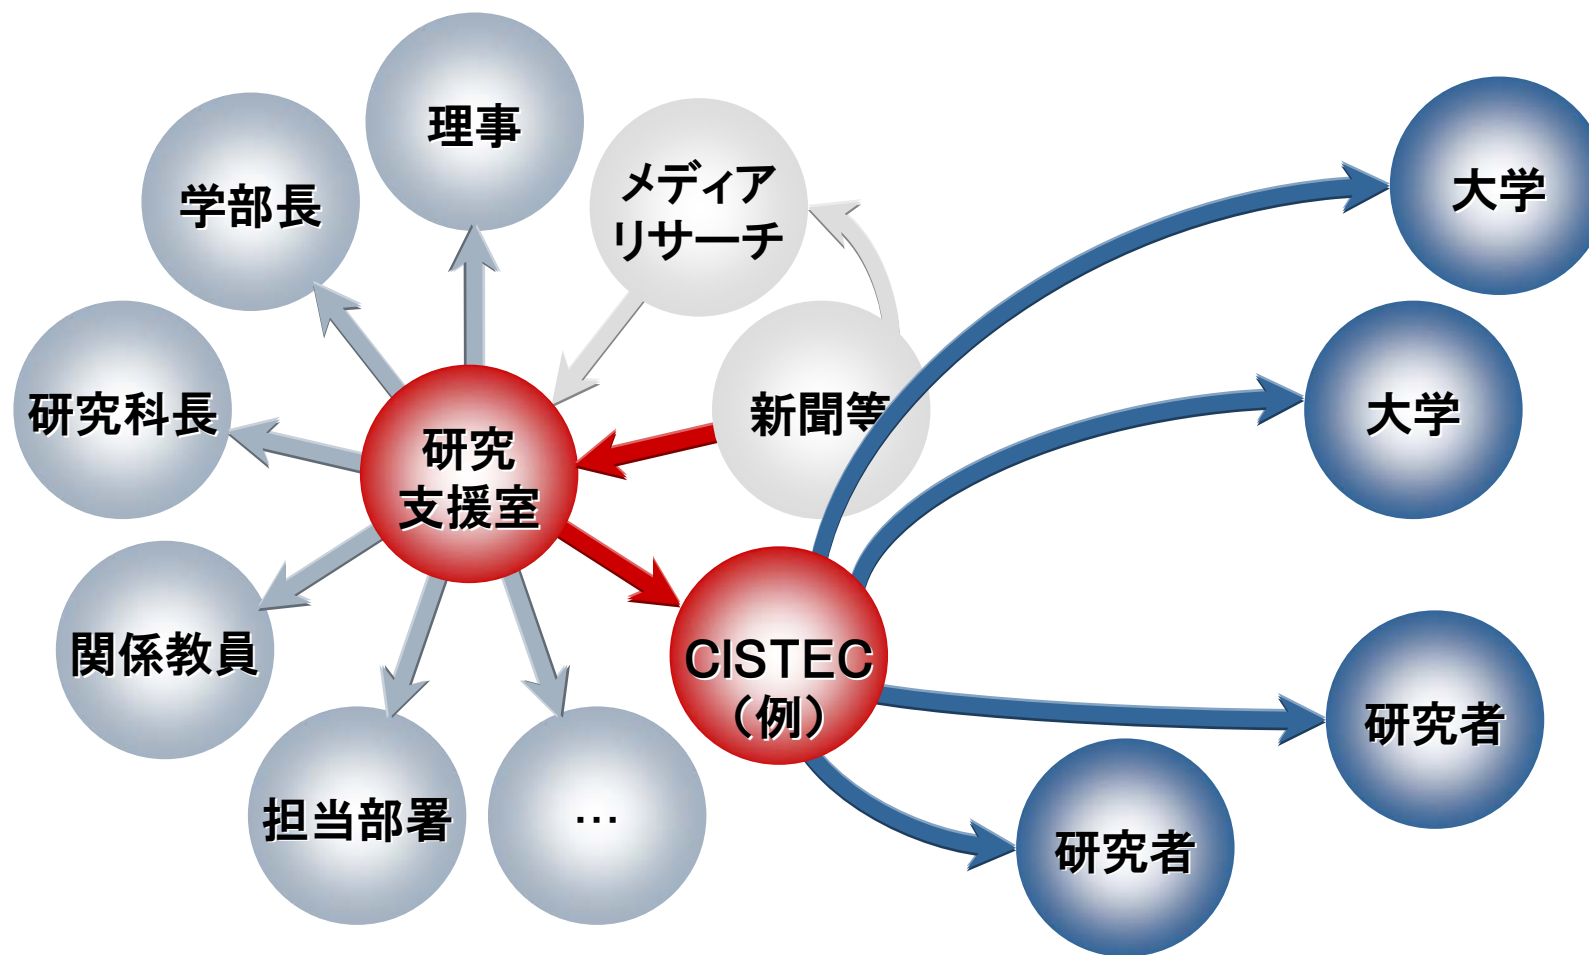 理事
メディア
リサーチ
学部長
大学
研究科長
新聞等
大学
研究
支援室
関係教員
CISTEC
（例）
研究者
担当部署
…
研究者